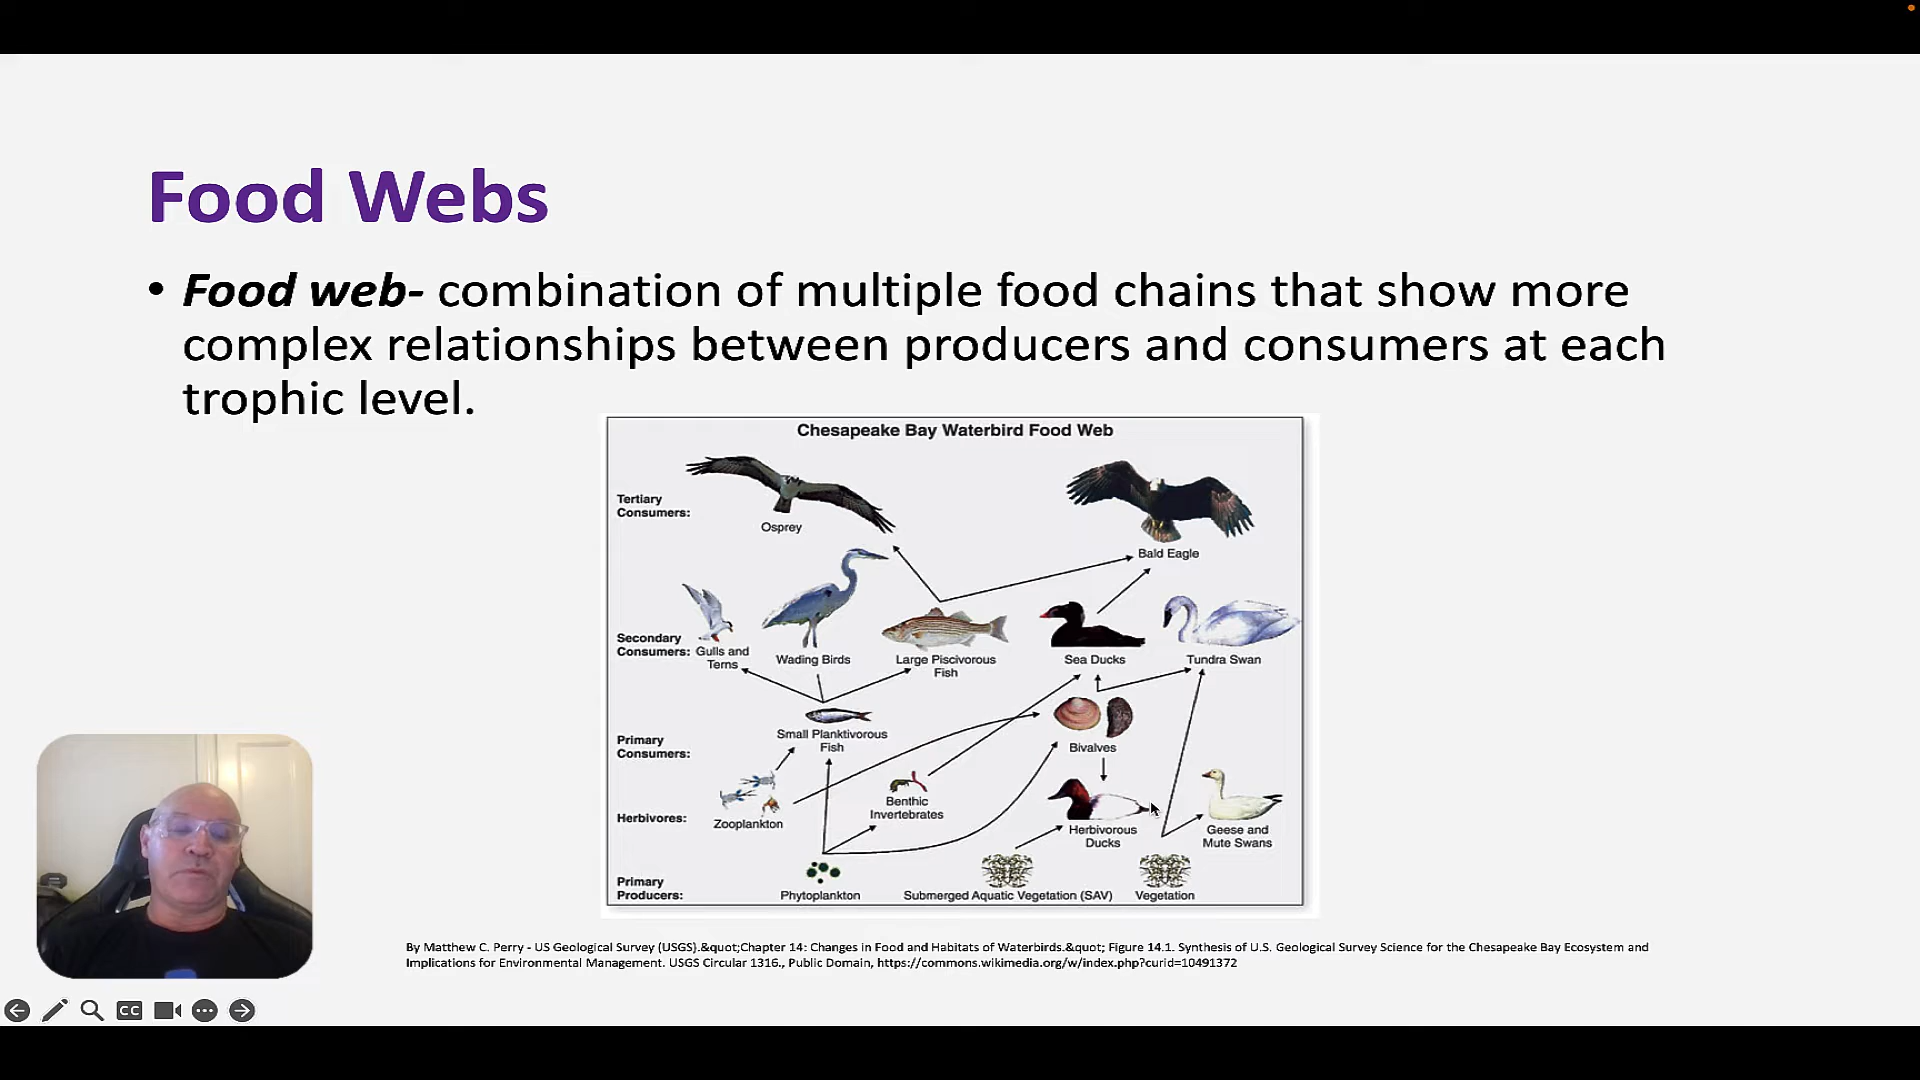 Food Webs
• Food web- combination of multiple food chains that show more
complex relationships between producers and consumers at each
trophic level.
Chesapeake Bay Waterbird Food Web
Tertiary
Consumers:
Osprey
Bald Eagle
Secondary
Consumers:
Gulls and
Terns
Wading Birds
Large Piscivorous
Fish
Sea Ducks
Tundra Swan
Primary
Consumers:
Small Planktivorous
Fish
Bivalves
Herbivores:
Zooplankton
Benthic
Invertebrates
Herbivorous
Ducks
Geese and
Mute Swans
Primary
Producers:
Phytoplankton
Submerged Aquatic Vegetation (SAV)
Vegetation
By Matthew C. Perry - US Geological Survey (USGS).&quot;Chapter 14: Changes in Food and Habitats of Waterbirds.&quot; Figure 14.1. Synthesis of U.S. Geological Survey Science for the Chesapeake Bay Ecosystem and
Implications for Environmental Management. USGS Circular 1316., Public Domain, https://commons.wikimedia.org/w/index.php?curid=10491372
CC